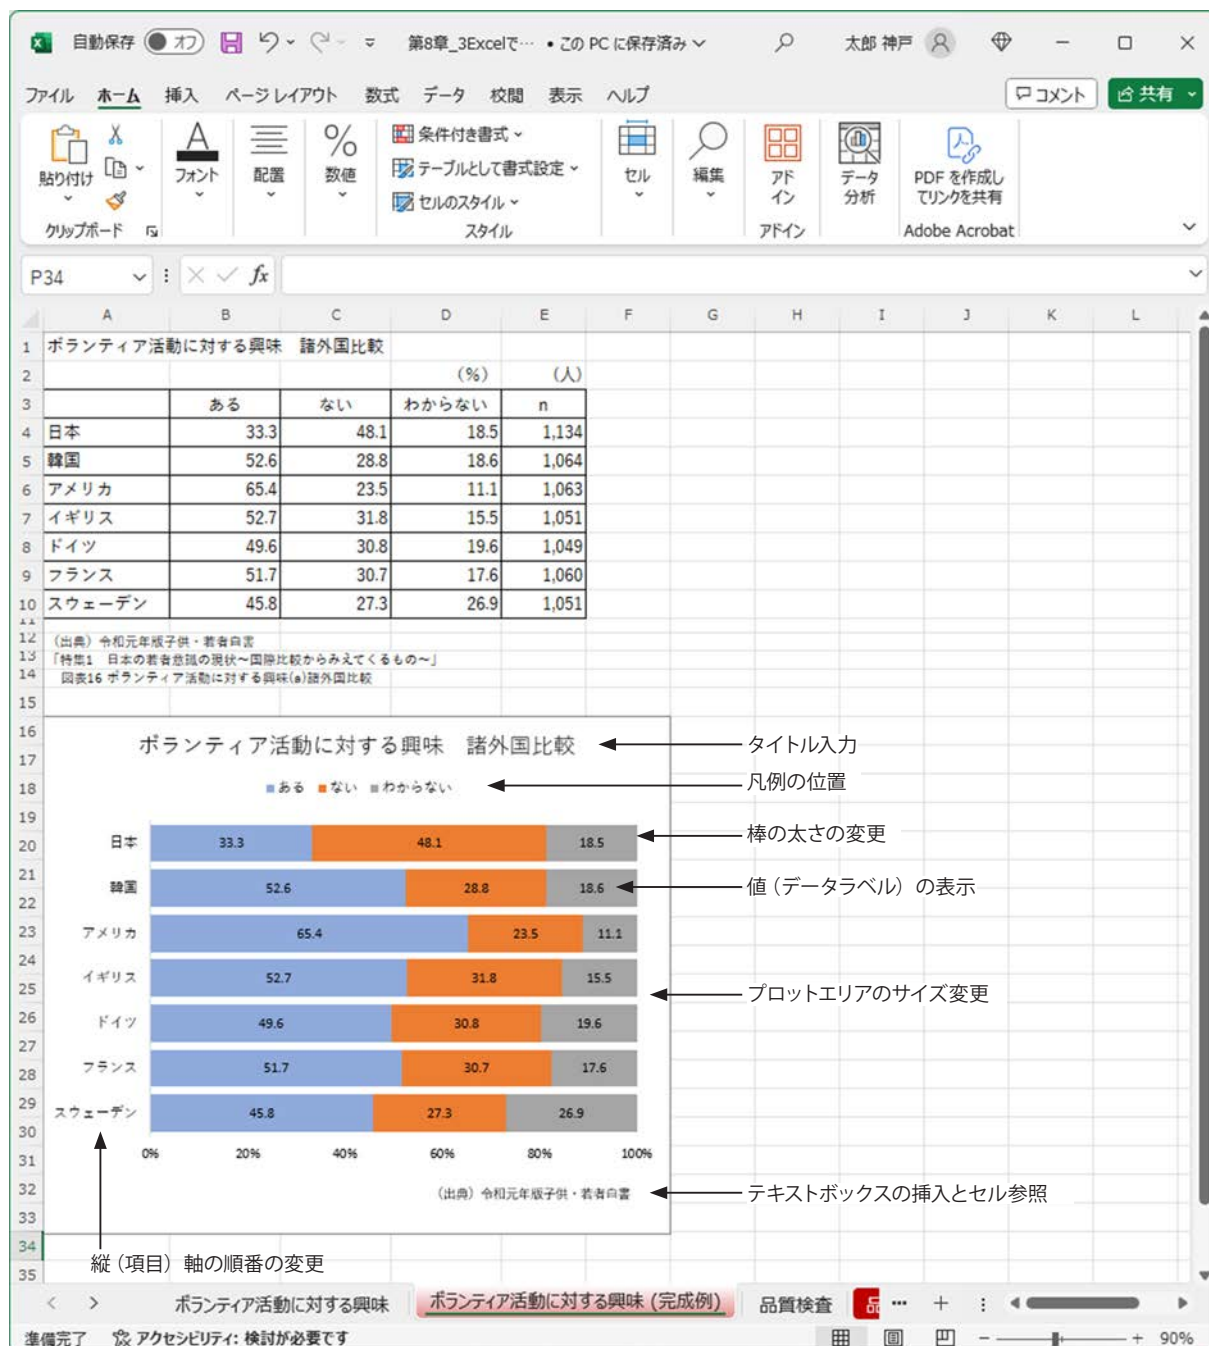 自動保存 オフ 第8章_3Excelで… • この PC に保存済み 太郎 神戸
ファイル ホーム 挿入 ページ レイアウト 数式 データ 校閲 表示 ヘルプ コメント 共有
貼り付け フォント 配置 数値 条件付き書式 テーブルとして書式設定 セルのスタイル セル 編集 アドイン データ分析 PDF を作成してリンクを共有
クリップボード スタイル アドイン Adobe Acrobat
P34 fx
A B C D E F G H I J K L
1 ボランティア活動に対する興味 諸外国比較
2 (%) (人)
3 ある ない わからない n
4 日本 33.3 48.1 18.5 1,134
5 韓国 52.6 28.8 18.6 1,064
6 アメリカ 65.4 23.5 11.1 1,063
7 イギリス 52.7 31.8 15.5 1,051
8 ドイツ 49.6 30.8 19.6 1,049
9 フランス 51.7 30.7 17.6 1,060
10 スウェーデン 45.8 27.3 26.9 1,051
11
12 (出典)令和元年版子供・若者白書
13 「特集1 日本の若者意識の現状～国際比較からみえてくるもの～」
14 図表16 ボランティア活動に対する興味(a)諸外国比較
15
16
17
18
19
20
21
22
23
24
25
26
27
28
29
30
31
32
33
34
35
ボランティア活動に対する興味 諸外国比較 タイトル入力
ある ない わからない 凡例の位置
日本 33.3 48.1 18.5 棒の太さの変更
韓国 52.6 28.8 18.6 値(データラベル)の表示
アメリカ 65.4 23.5 11.1
イギリス 52.7 31.8 15.5
プロットエリアのサイズ変更
ドイツ 49.6 30.8 19.6
フランス 51.7 30.7 17.6
スウェーデン 45.8 27.3 26.9
0% 20% 40% 60% 80% 100%
(出典)令和元年版子供・若者白書 テキストボックスの挿入とセル参照
縦(項目)軸の順番の変更
ボランティア活動に対する興味 ボランティア活動に対する興味 (完成例) 品質検査 品 …
準備完了 アクセシビリティ: 検討が必要です 90%